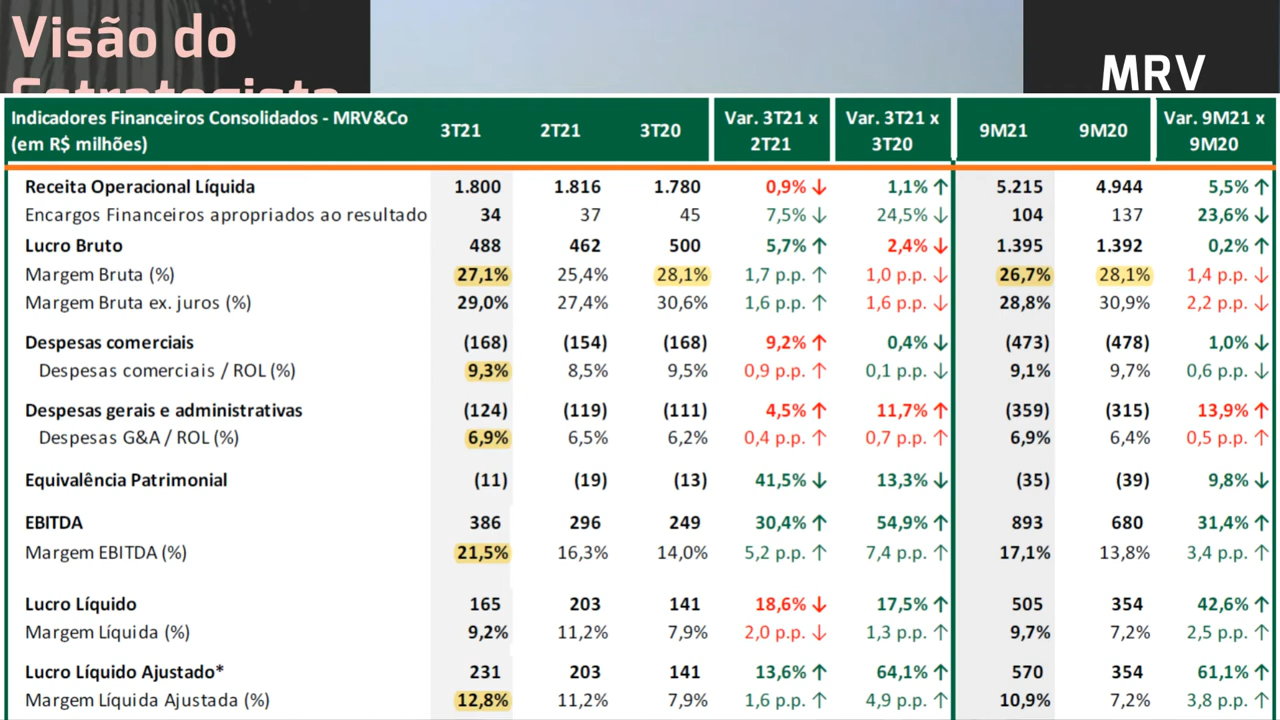 Visão do
Estrategista
MRV
Indicadores Financeiros Consolidados - MRV&Co (em R$ milhões) 3T21 2T21 3T20 Var. 3T21 x 2T21 Var. 3T21 x 3T20 9M21 9M20 Var. 9M21 x 9M20
Receita Operacional Líquida 1.800 1.816 1.780 0,9% ↓ 1,1% ↑ 5.215 4.944 5,5% ↑
Encargos Financeiros apropriados ao resultado 34 37 45 7,5% ↓ 24,5% ↓ 104 137 23,6% ↓
Lucro Bruto 488 462 500 5,7% ↑ 2,4% ↓ 1.395 1.392 0,2% ↑
Margem Bruta (%) 27,1% 25,4% 28,1% 1,7 p.p. ↑ 1,0 p.p. ↓ 26,7% 28,1% 1,4 p.p. ↓
Margem Bruta ex. juros (%) 29,0% 27,4% 30,6% 1,6 p.p. ↑ 1,6 p.p. ↓ 28,8% 30,9% 2,2 p.p. ↓
Despesas comerciais (168) (154) (168) 9,2% ↑ 0,4% ↓ (473) (478) 1,0% ↓
Despesas comerciais / ROL (%) 9,3% 8,5% 9,5% 0,9 p.p. ↑ 0,1 p.p. ↓ 9,1% 9,7% 0,6 p.p. ↓
Despesas gerais e administrativas (124) (119) (111) 4,5% ↑ 11,7% ↑ (359) (315) 13,9% ↑
Despesas G&A / ROL (%) 6,9% 6,5% 6,2% 0,4 p.p. ↑ 0,7 p.p. ↑ 6,9% 6,4% 0,5 p.p. ↑
Equivalência Patrimonial (11) (19) (13) 41,5% ↓ 13,3% ↓ (35) (39) 9,8% ↓
EBITDA 386 296 249 30,4% ↑ 54,9% ↑ 893 680 31,4% ↑
Margem EBITDA (%) 21,5% 16,3% 14,0% 5,2 p.p. ↑ 7,4 p.p. ↑ 17,1% 13,8% 3,4 p.p. ↑
Lucro Líquido 165 203 141 18,6% ↓ 17,5% ↑ 505 354 42,6% ↑
Margem Líquida (%) 9,2% 11,2% 7,9% 2,0 p.p. ↓ 1,3 p.p. ↑ 9,7% 7,2% 2,5 p.p. ↑
Lucro Líquido Ajustado* 231 203 141 13,6% ↑ 64,1% ↑ 570 354 61,1% ↑
Margem Líquida Ajustada (%) 12,8% 11,2% 7,9% 1,6 p.p. ↑ 4,9 p.p. ↑ 10,9% 7,2% 3,8 p.p. ↑